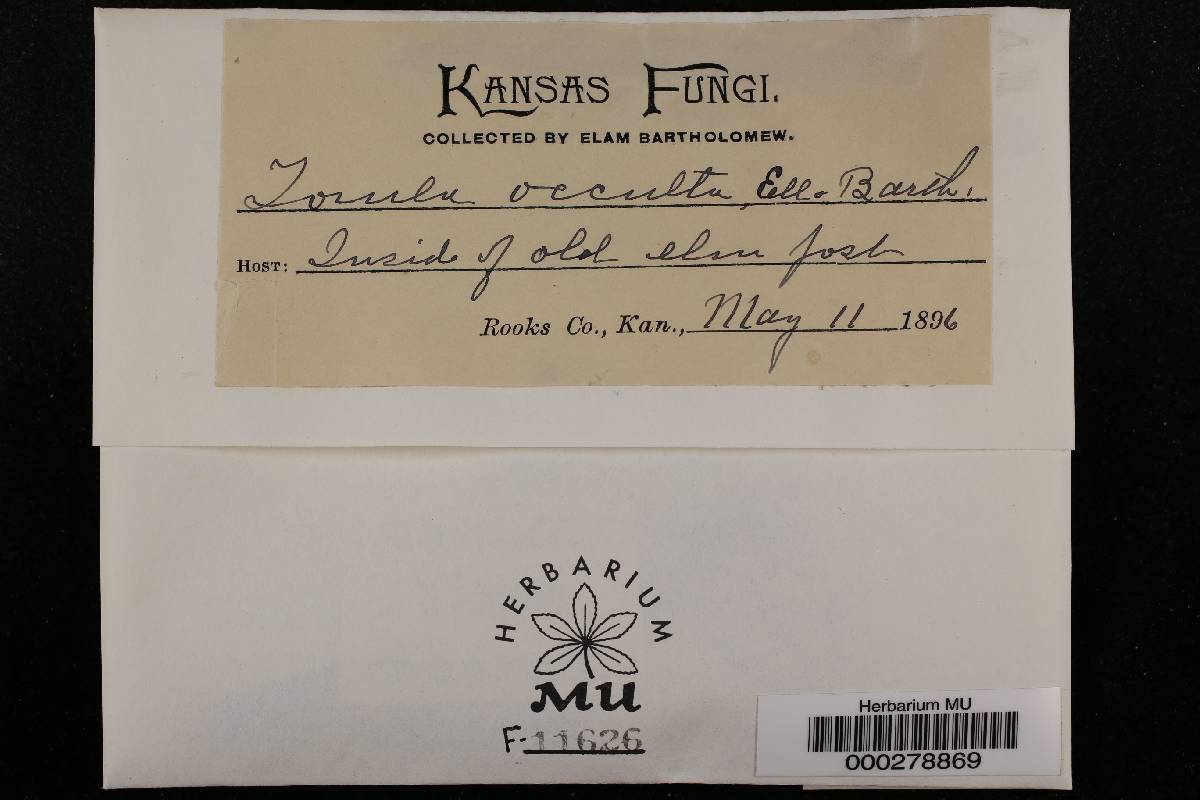 KANSAS FUNGI.
COLLECTED BY ELAM BARTHOLOMEW.
Torula occulta, Ell. Barth.
HOST: Inside of old elm post
Rooks Co., Kan., May 11 1896
HERBARIUM
MU
F-11626
Herbarium MU
000278869